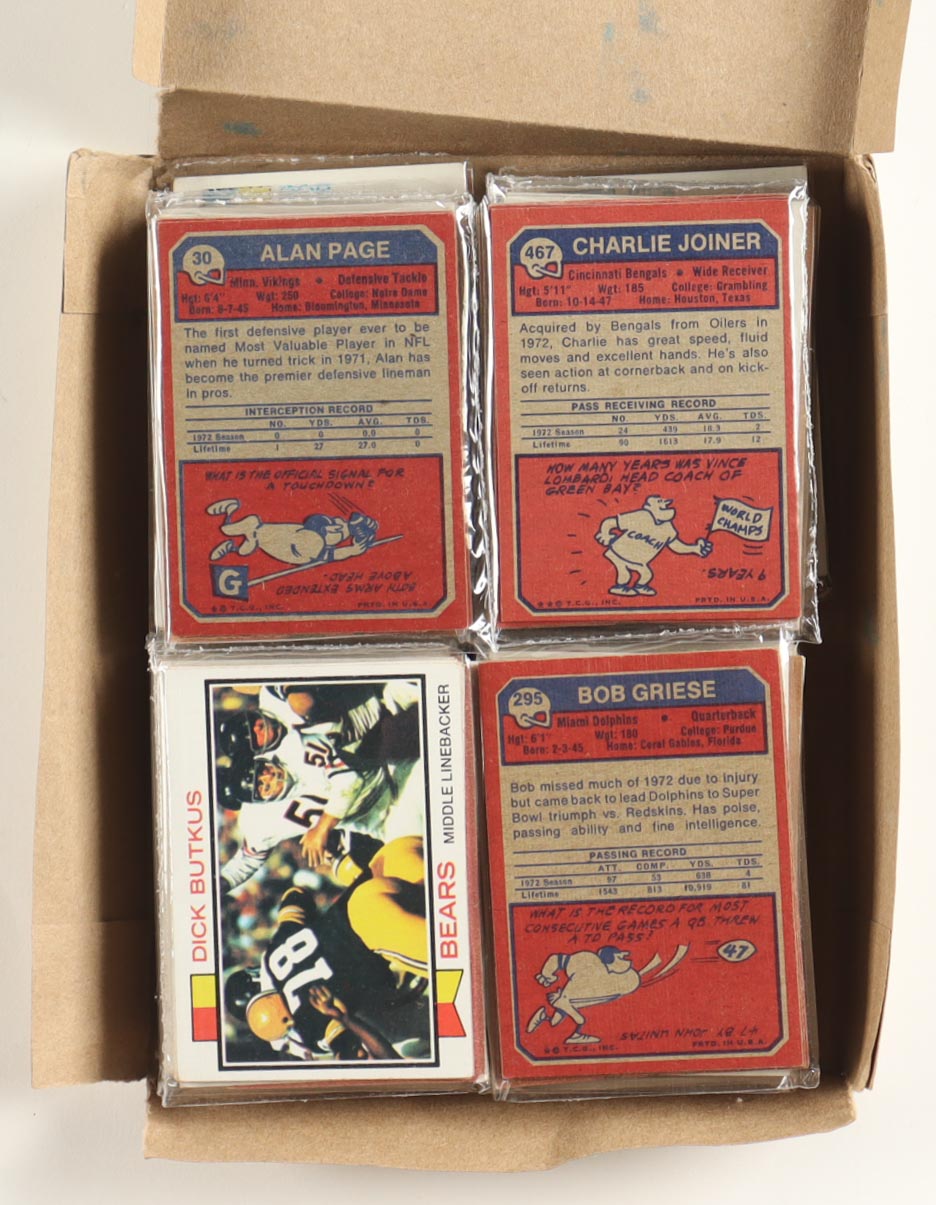 30
ALAN PAGE
Minn. Vikings • Defensive Tackle
Hgt: 6'4" Wgt: 250 College: Notre Dame
Born: 8-7-45 Home: Bloomington, Minnesota
The first defensive player ever to be
named Most Valuable Player in NFL
when he turned trick in 1971, Alan has
become the premier defensive lineman
in pros.
INTERCEPTION RECORD
NO. YDS. AVG. TDS.
1972 Season 0 0 0.0 0
Lifetime 1 27 27.0 0
WHAT IS THE OFFICIAL SIGNAL FOR
A TOUCHDOWN?
G
BOTH ARMS EXTENDED
ABOVE HEAD.
© T.C.G., INC. PRTD. IN U.S.A.
467
CHARLIE JOINER
Cincinnati Bengals • Wide Receiver
Hgt: 5'11" Wgt: 185 College: Grambling
Born: 10-14-47 Home: Houston, Texas
Acquired by Bengals from Oilers in
1972, Charlie has great speed, fluid
moves and excellent hands. He's also
seen action at cornerback and on kick-
off returns.
PASS RECEIVING RECORD
NO. YDS. AVG. TDS.
1972 Season 24 439 18.3 2
Lifetime 90 1613 17.9 12
HOW MANY YEARS WAS VINCE
LOMBARDI HEAD COACH OF
GREEN BAY?
COACH
WORLD
CHAMPS
9 YEARS.
© T.C.G., INC. PRTD. IN U.S.A.
DICK BUTKUS
51
51
81
BEARS MIDDLE LINEBACKER
295
BOB GRIESE
Miami Dolphins • Quarterback
Hgt: 6'1" Wgt: 180 College: Purdue
Born: 2-3-45 Home: Coral Gables, Florida
Bob missed much of 1972 due to injury
but came back to lead Dolphins to Super
Bowl triumph vs. Redskins. Has poise,
passing ability and fine intelligence.
PASSING RECORD
ATT. COMP. YDS. TDS.
1972 Season 97 53 638 4
Lifetime 1543 813 10,919 81
WHAT IS THE RECORD FOR MOST
CONSECUTIVE GAMES A QB THREW
A TD PASS?
47
47 BY JOHN UNITAS
© T.C.G., INC. PRTD. IN U.S.A.